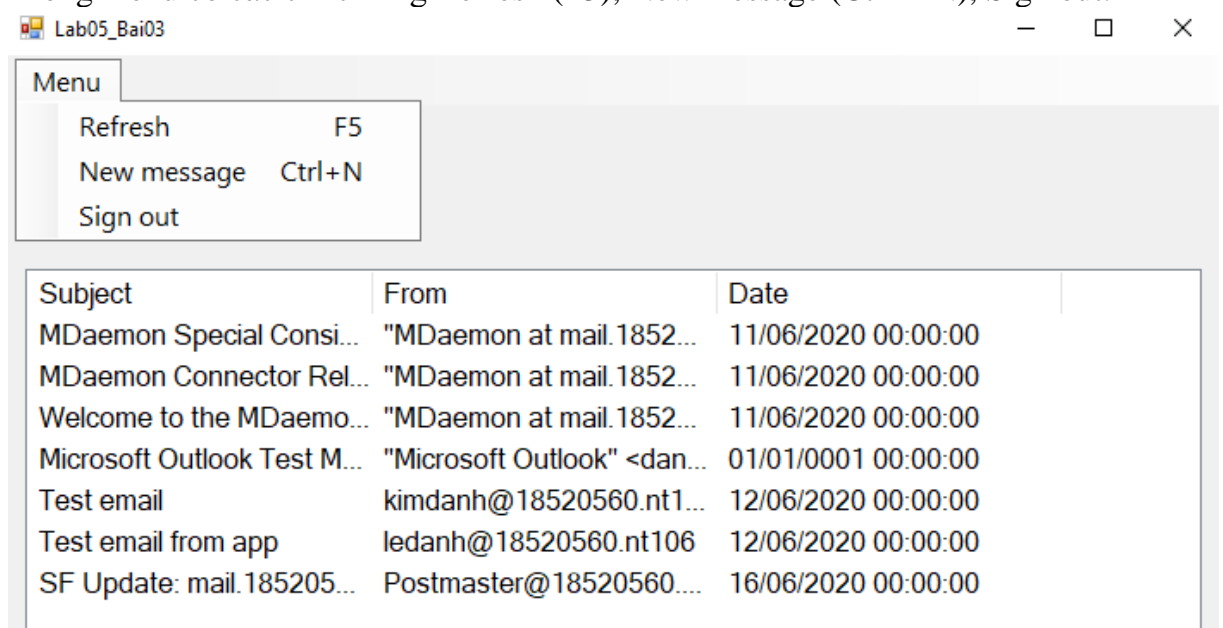 Lab05_Bai03
Menu
Refresh F5
New message Ctrl+N
Sign out
Subject From Date
MDaemon Special Consi... "MDaemon at mail.1852... 11/06/2020 00:00:00
MDaemon Connector Rel... "MDaemon at mail.1852... 11/06/2020 00:00:00
Welcome to the MDaemo... "MDaemon at mail.1852... 11/06/2020 00:00:00
Microsoft Outlook Test M... "Microsoft Outlook" <dan... 01/01/0001 00:00:00
Test email kimdanh@18520560.nt1... 12/06/2020 00:00:00
Test email from app ledanh@18520560.nt106 12/06/2020 00:00:00
SF Update: mail.185205... Postmaster@18520560.... 16/06/2020 00:00:00